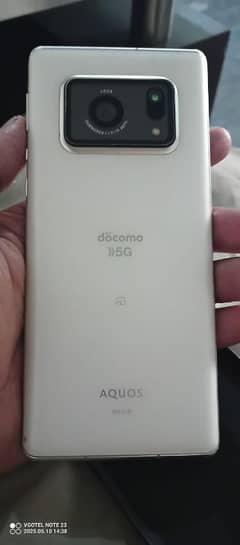 docomo
5G
AQUOS
VGOTEL NOTE 23
2025.05.10 14:38